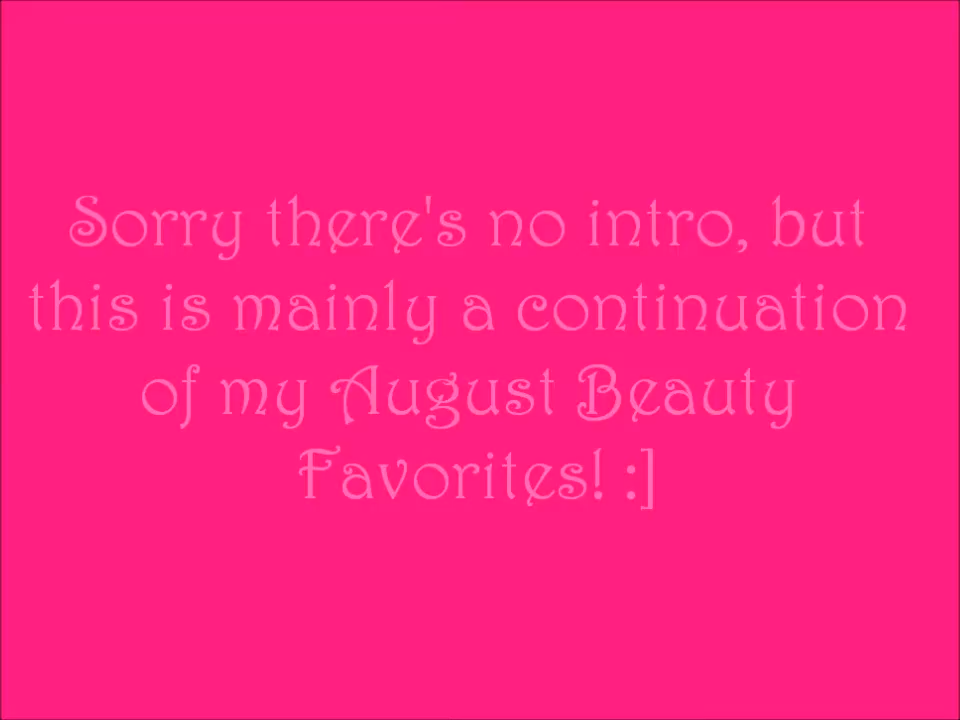 Sorry there's no intro, but
this is mainly a continuation
of my August Beauty
Favorites! :]